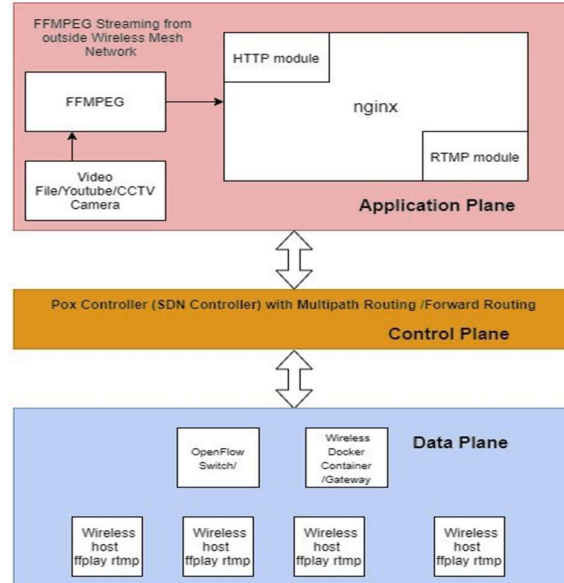 FFMPEG Streaming from
outside Wireless Mesh
Network
HTTP module
FFMPEG
nginx
RTMP module
Video
File/Youtube/CCTV
Camera
Application Plane
Pox Controller (SDN Controller) with Multipath Routing /Forward Routing
Control Plane
Data Plane
OpenFlow
Switch/
Wireless
Docker
Container
/Gateway
Wireless
host
ffplay rtmp
Wireless
host
ffplay rtmp
Wireless
host
ffplay rtmp
Wireless
host
ffplay rtmp